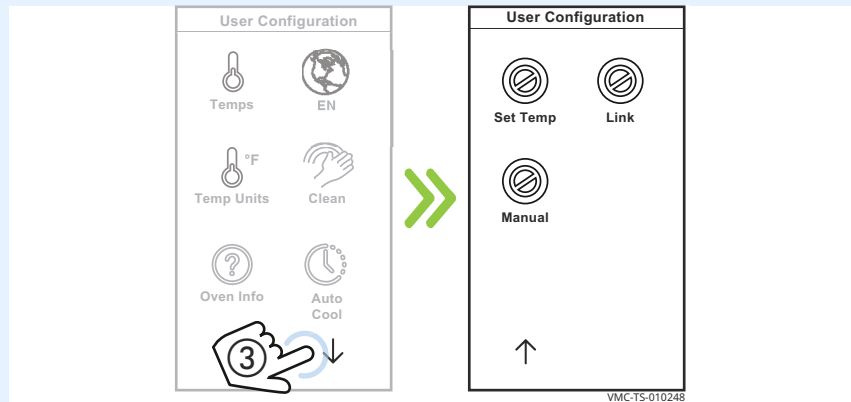 User Configuration
Temps
EN
°F
Temp Units
Clean
?
Oven Info
Auto
Cool
3
User Configuration
Set Temp
Link
Manual
VMC-TS-010248